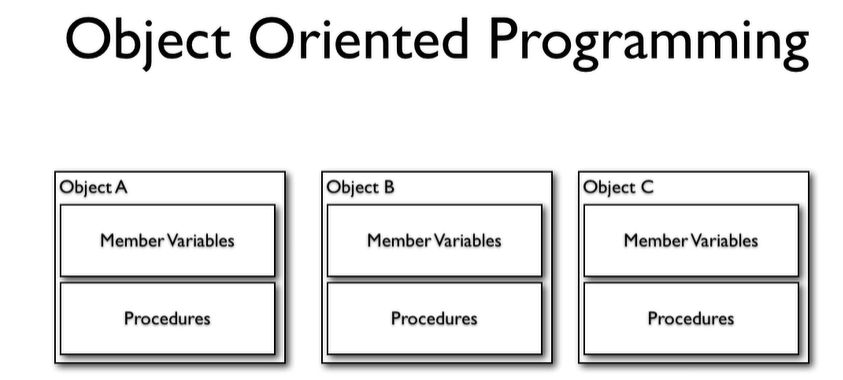 Object Oriented Programming
Object A
Member Variables
Procedures
Object B
Member Variables
Procedures
Object C
Member Variables
Procedures